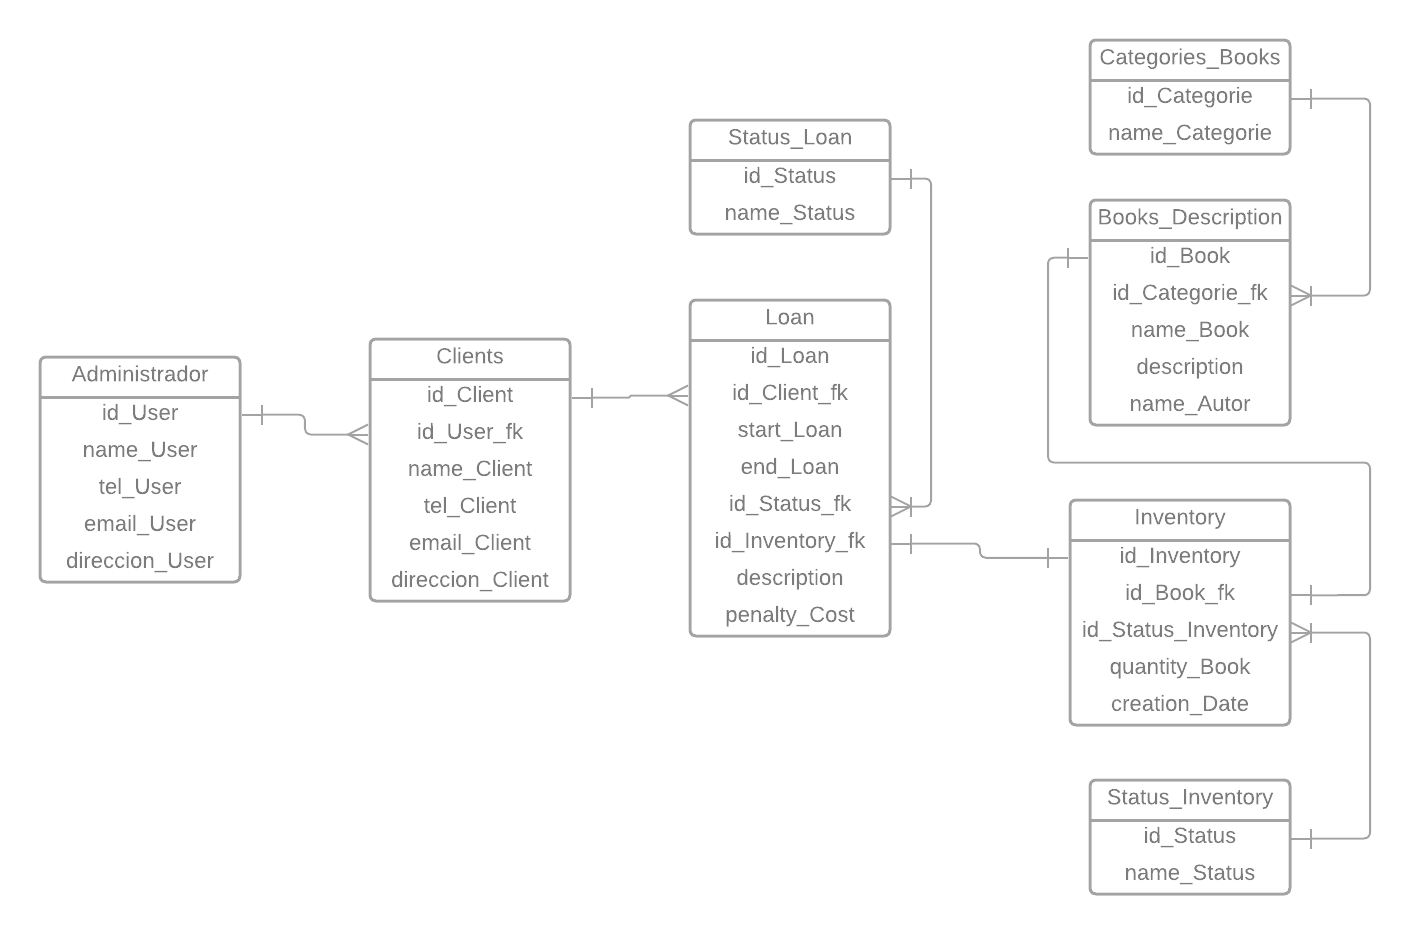 Categories_Books
id_Categorie
name_Categorie
Status_Loan
id_Status
name_Status
Books_Description
id_Book
id_Categorie_fk
name_Book
description
name_Autor
Loan
id_Loan
id_Client_fk
start_Loan
end_Loan
id_Status_fk
id_Inventory_fk
description
penalty_Cost
Clients
id_Client
id_User_fk
name_Client
tel_Client
email_Client
direccion_Client
Administrador
id_User
name_User
tel_User
email_User
direccion_User
Inventory
id_Inventory
id_Book_fk
id_Status_Inventory
quantity_Book
creation_Date
Status_Inventory
id_Status
name_Status